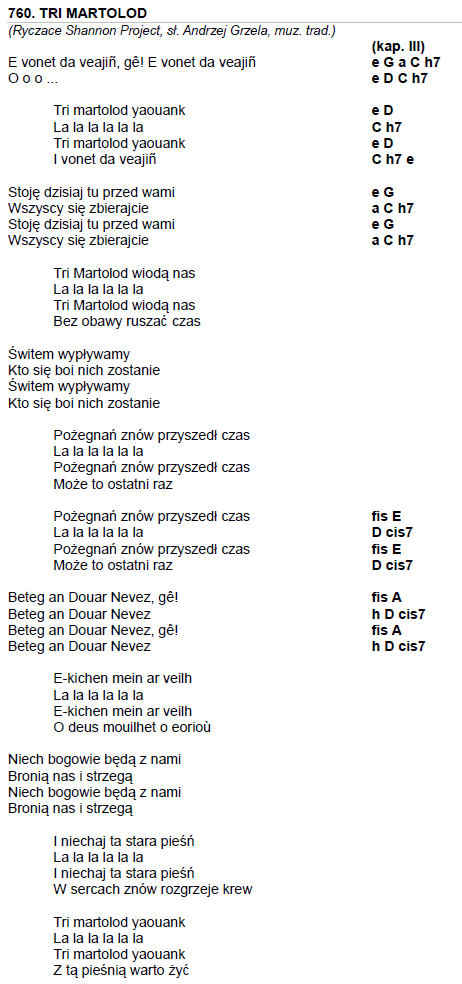 760. TRI MARTOLOD
(Ryczace Shannon Project, sł. Andrzej Grzela, muz. trad.)
(kap. III)
E vonet da veajiñ, gê! E vonet da veajiñ e G a C h7
O o o ... e D C h7
Tri martolod yaouank e D
La la la la la la C h7
Tri martolod yaouank e D
I vonet da veajiñ C h7 e
Stoję dzisiaj tu przed wami e G
Wszyscy się zbierajcie a C h7
Stoję dzisiaj tu przed wami e G
Wszyscy się zbierajcie a C h7
Tri Martolod wiodą nas
La la la la la la
Tri Martolod wiodą nas
Bez obawy ruszać czas
Świtem wypływamy
Kto się boi nich zostanie
Świtem wypływamy
Kto się boi nich zostanie
Pożegnań znów przyszedł czas
La la la la la la
Pożegnań znów przyszedł czas
Może to ostatni raz
Pożegnań znów przyszedł czas fis E
La la la la la la D cis7
Pożegnań znów przyszedł czas fis E
Może to ostatni raz D cis7
Beteg an Douar Nevez, gê! fis A
Beteg an Douar Nevez h D cis7
Beteg an Douar Nevez, gê! fis A
Beteg an Douar Nevez h D cis7
E-kichen mein ar veilh
La la la la la la
E-kichen mein ar veilh
O deus mouilhet o eorioù
Niech bogowie będą z nami
Bronią nas i strzegą
Niech bogowie będą z nami
Bronią nas i strzegą
I niechaj ta stara pieśń
La la la la la la
I niechaj ta stara pieśń
W sercach znów rozgrzeje krew
Tri martolod yaouank
La la la la la la
Tri martolod yaouank
Z tą pieśnią warto żyć